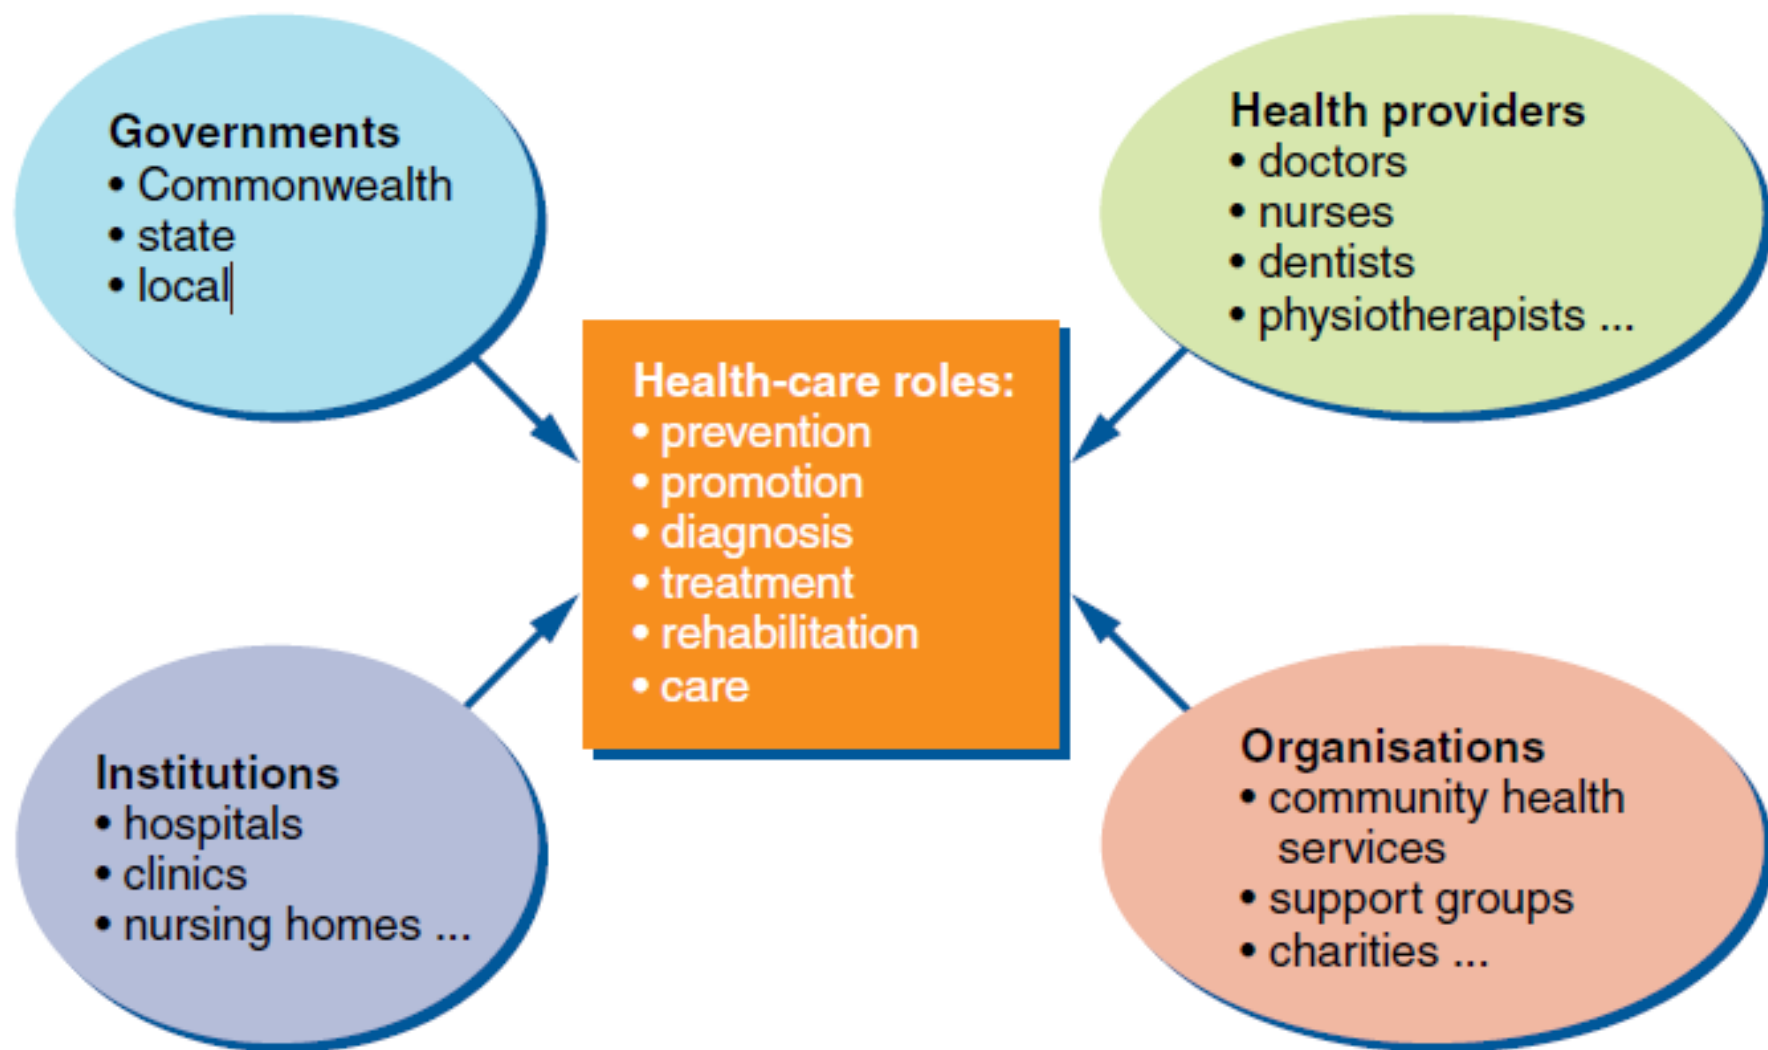 Governments
• Commonwealth
• state
• local
Health providers
• doctors
• nurses
• dentists
• physiotherapists ...
Health-care roles:
• prevention
• promotion
• diagnosis
• treatment
• rehabilitation
• care
Institutions
• hospitals
• clinics
• nursing homes ...
Organisations
• community health
services
• support groups
• charities ...